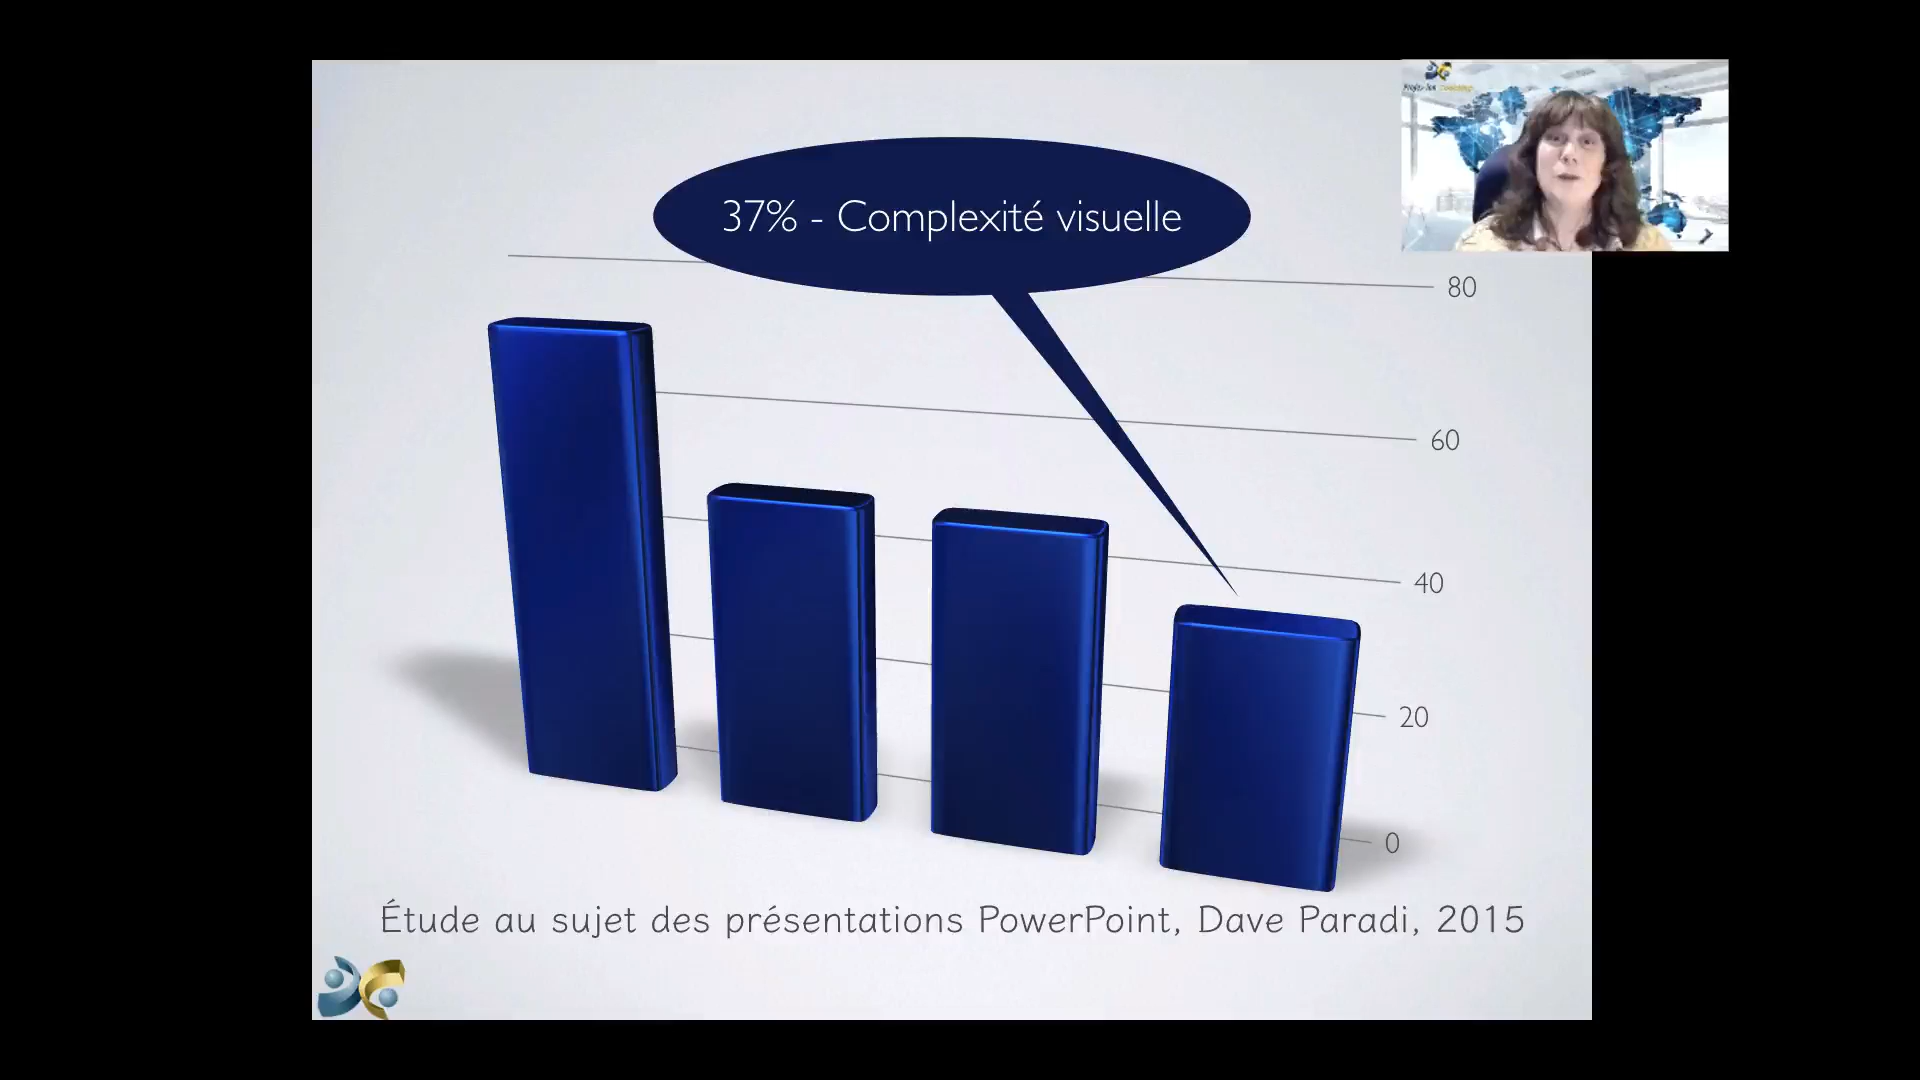 37% - Complexité visuelle
80
60
40
20
0
Étude au sujet des présentations PowerPoint, Dave Paradi, 2015